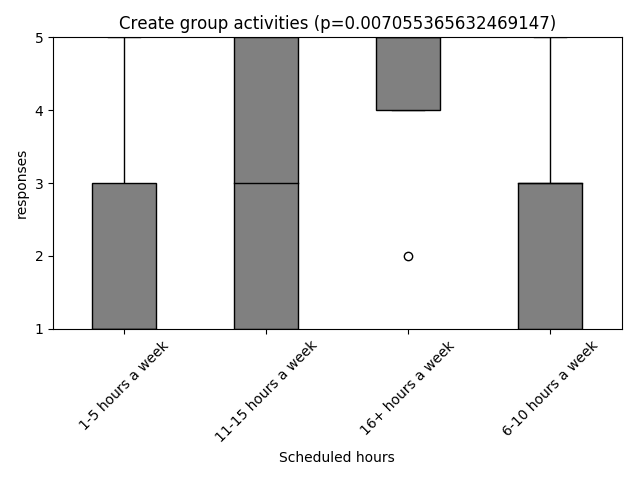 Create group activities (p=0.007055365632469147)
5
4
3
2
1
responses
1-5 hours a week
11-15 hours a week
16+ hours a week
6-10 hours a week
Scheduled hours